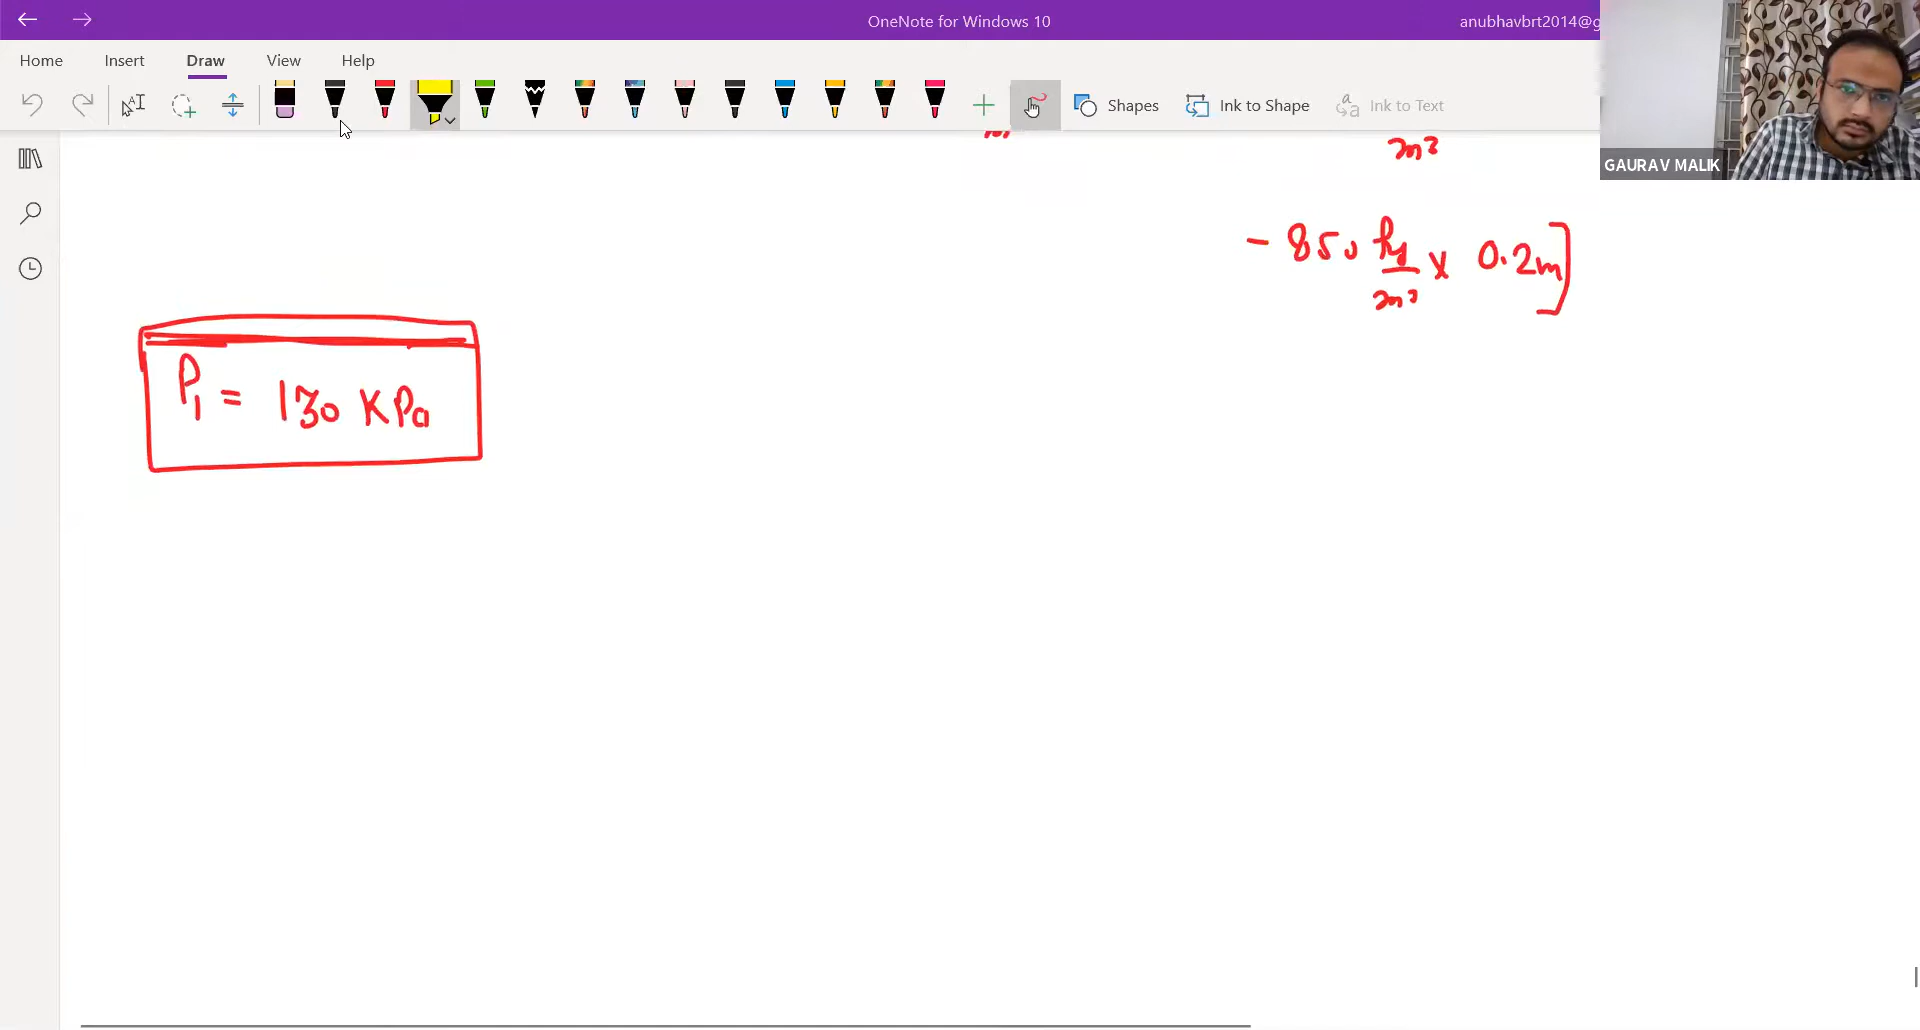 OneNote for Windows 10
anubhavbrt2014@g
Home Insert Draw View Help
Shapes Ink to Shape Ink to Text
GAURAV MALIK
m³
- 850 kg/m³ x 0.2m]
P₁ = 130 KPa